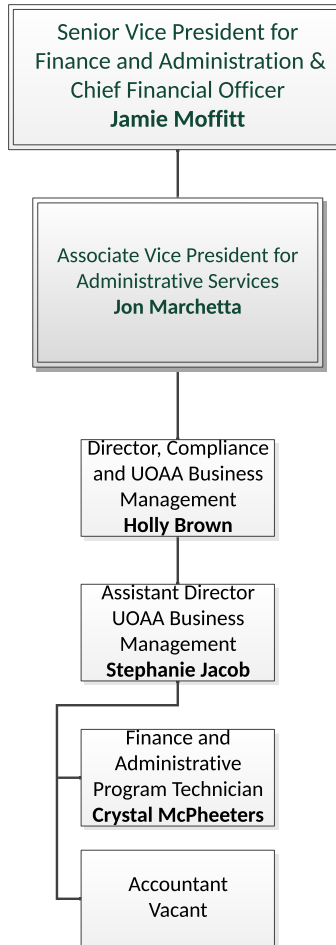 Senior Vice President for
Finance and Administration &
Chief Financial Officer
Jamie Moffitt
Associate Vice President for
Administrative Services
Jon Marchetta
Director, Compliance
and UOAA Business
Management
Holly Brown
Assistant Director
UOAA Business
Management
Stephanie Jacob
Finance and
Administrative
Program Technician
Crystal McPheeters
Accountant
Vacant